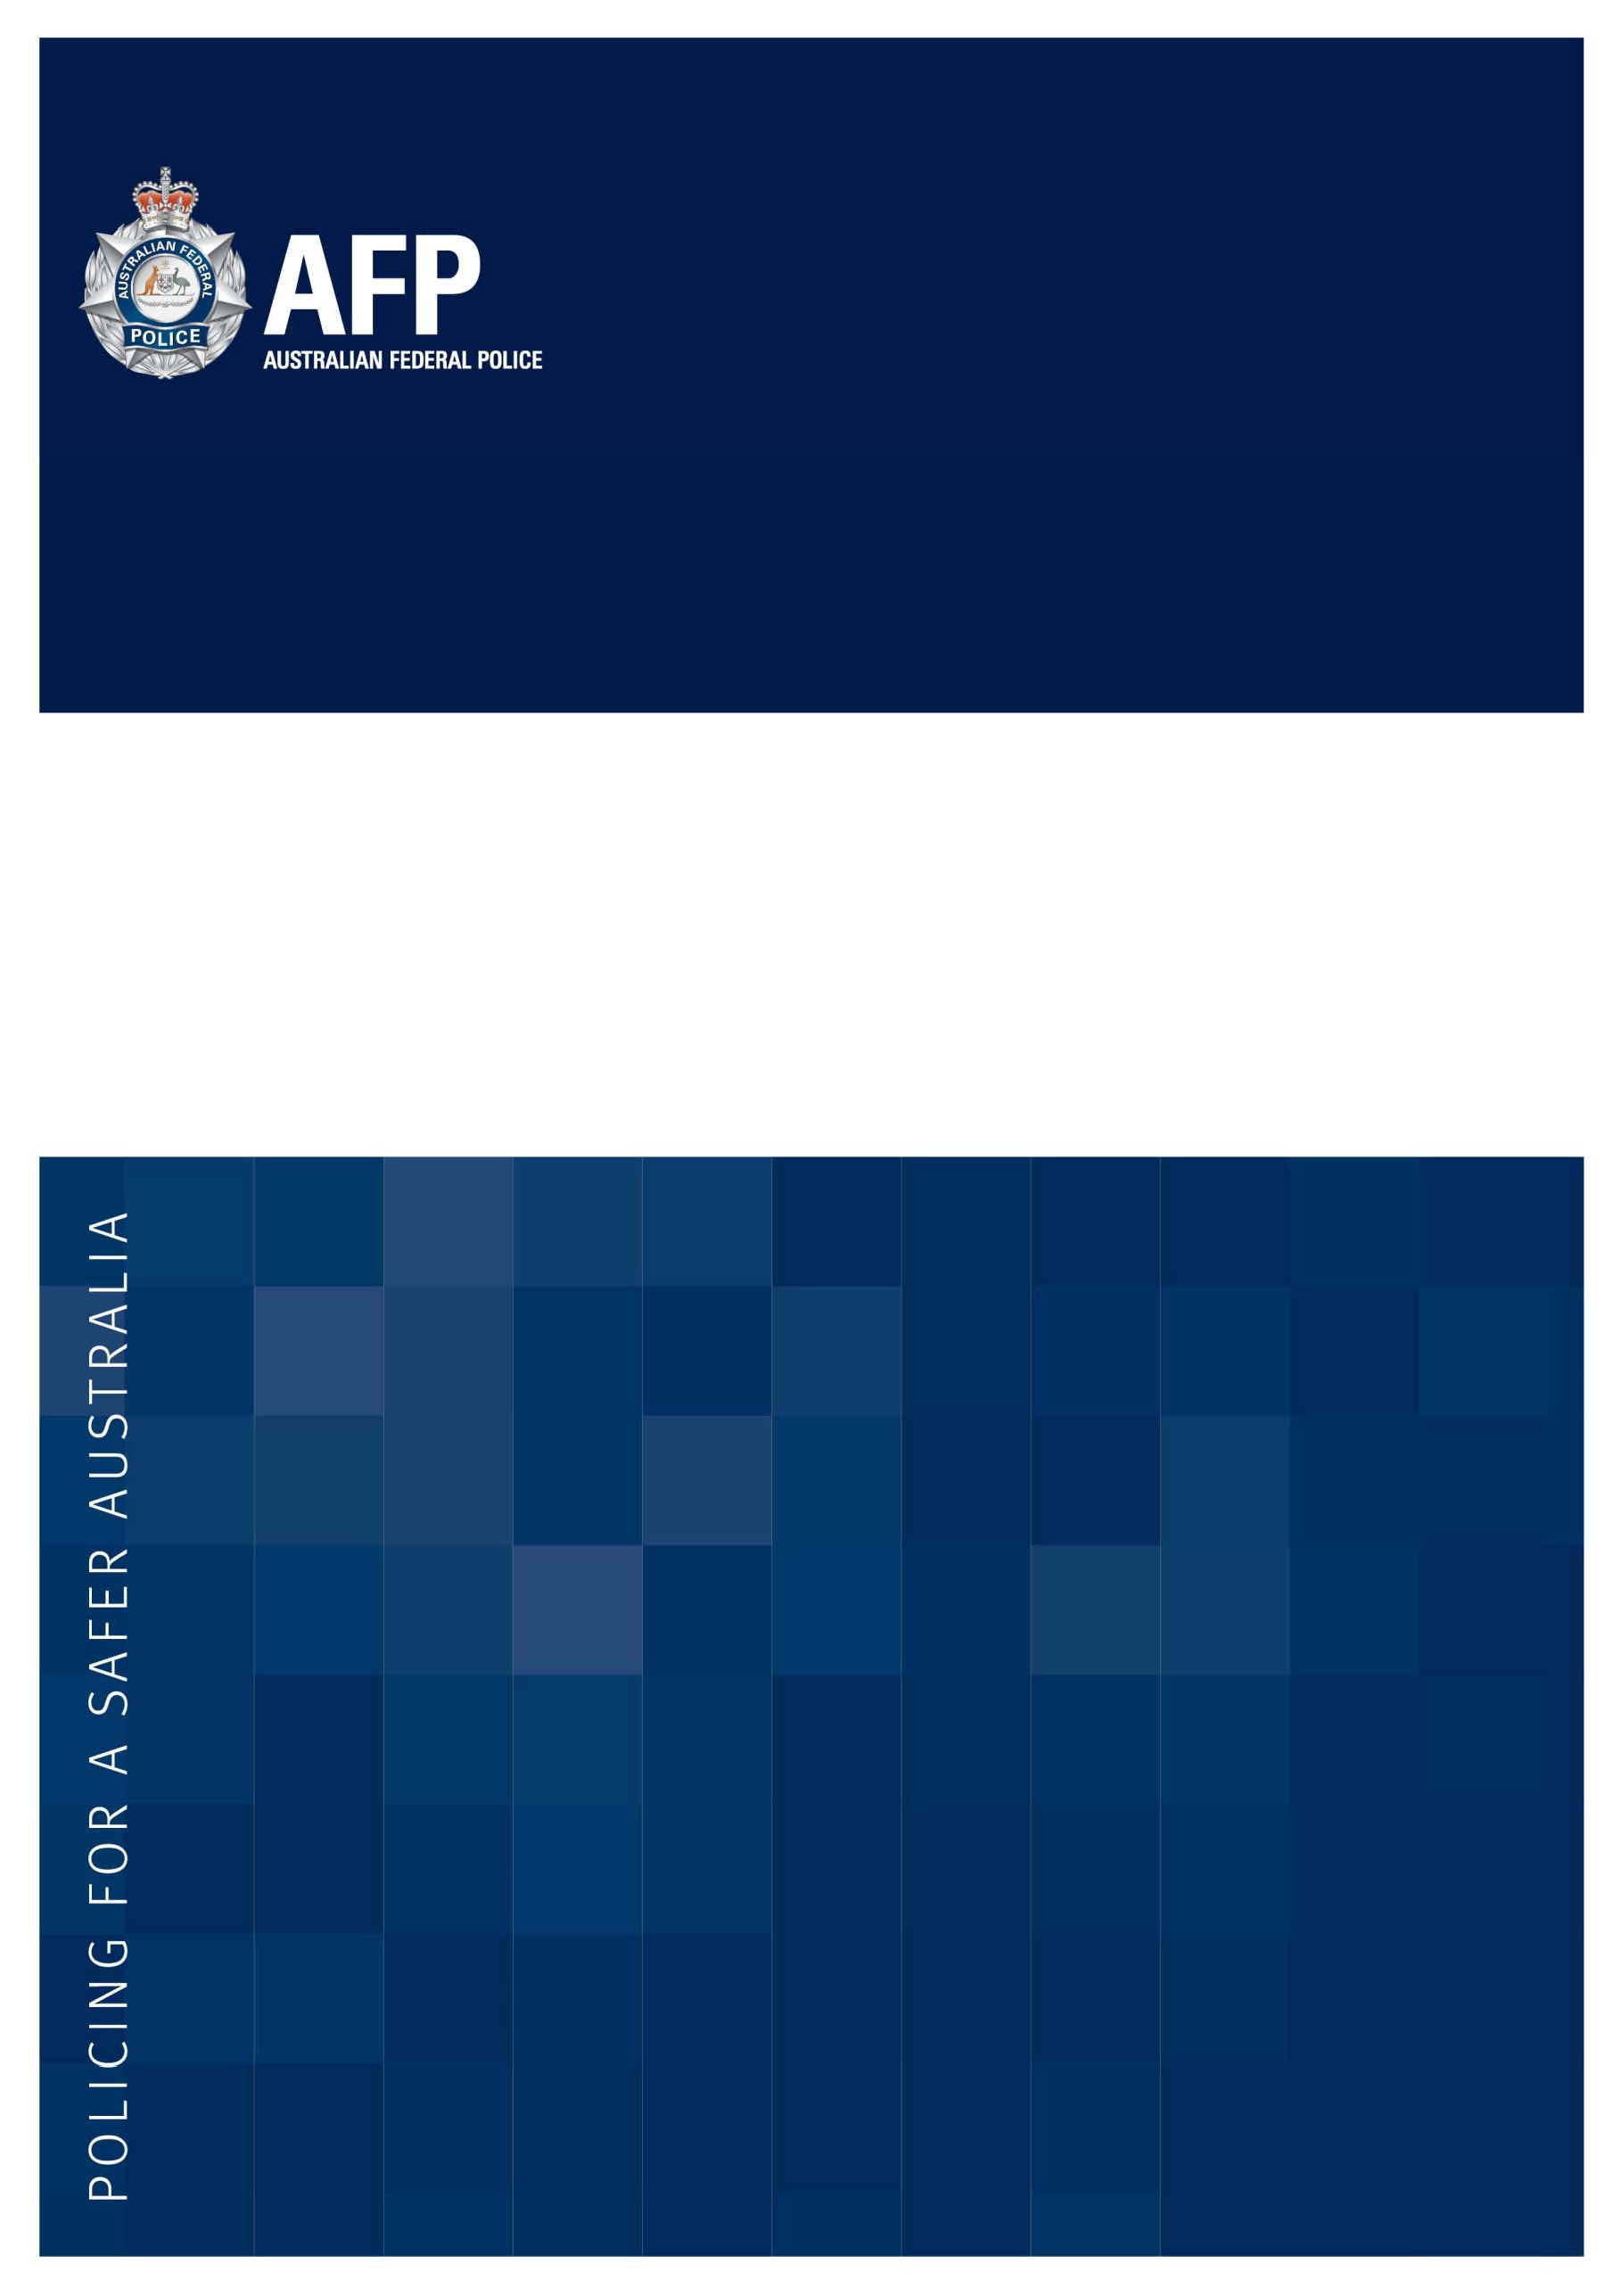 AUSTRALIAN FEDERAL
POLICE
AFP
AUSTRALIAN FEDERAL POLICE
POLICING FOR A SAFER AUSTRALIA